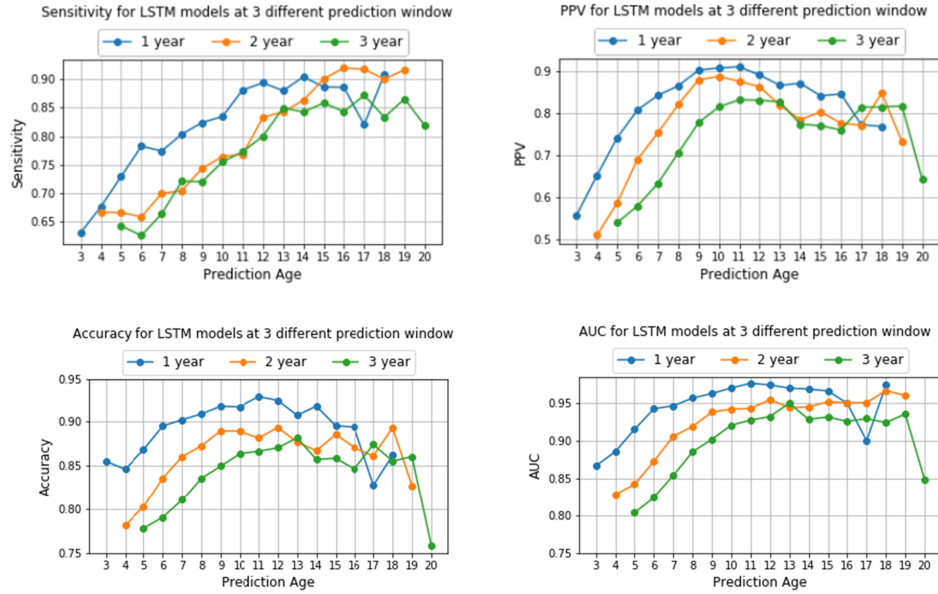 Sensitivity for LSTM models at 3 different prediction window
1 year 2 year 3 year
0.90
0.85
0.80
0.75
0.70
0.65
Sensitivity
3 4 5 6 7 8 9 10 11 12 13 14 15 16 17 18 19 20
Prediction Age
PPV for LSTM models at 3 different prediction window
1 year 2 year 3 year
0.9
0.8
0.7
0.6
0.5
PPV
3 4 5 6 7 8 9 10 11 12 13 14 15 16 17 18 19 20
Prediction Age
Accuracy for LSTM models at 3 different prediction window
1 year 2 year 3 year
0.95
0.90
0.85
0.80
0.75
Accuracy
3 4 5 6 7 8 9 10 11 12 13 14 15 16 17 18 19 20
Prediction Age
AUC for LSTM models at 3 different prediction window
1 year 2 year 3 year
0.95
0.90
0.85
0.80
0.75
AUC
3 4 5 6 7 8 9 10 11 12 13 14 15 16 17 18 19 20
Prediction Age